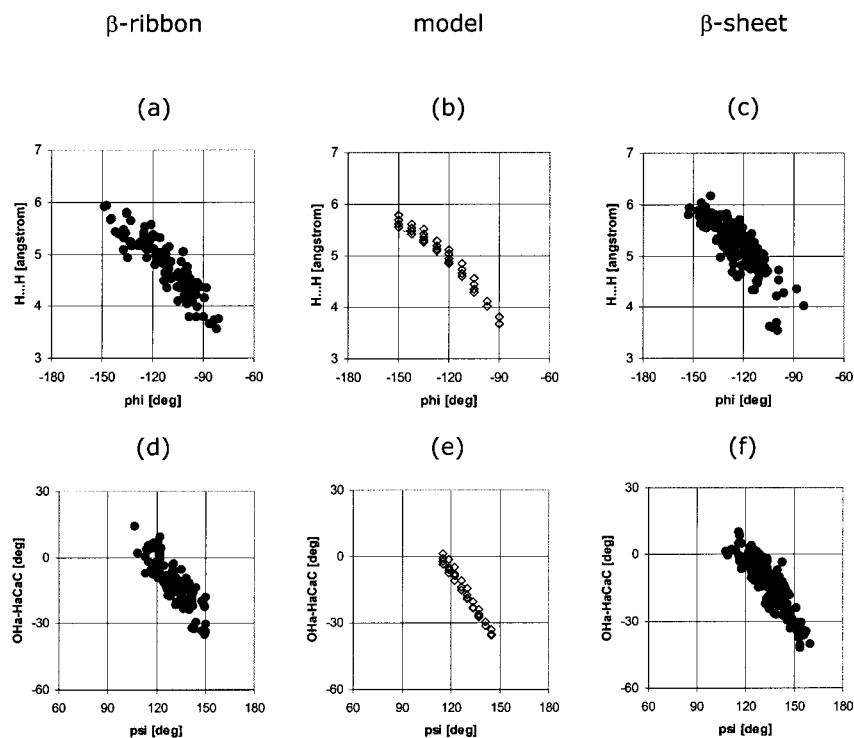 β-ribbon model β-sheet
(a) (b) (c)
7 7 7
6 6 6
5 5 5
4 4 4
3 3 3
H...H [angstrom] H...H [angstrom] H...H [angstrom]
-180 -150 -120 -90 -60 -180 -150 -120 -90 -60 -180 -150 -120 -90 -60
phi [deg] phi [deg] phi [deg]
(d) (e) (f)
30 30 30
0 0 0
-30 -30 -30
-60 -60 -60
OHa-HaCaC [deg] OHa-HaCaC [deg] OHa-HaCaC [deg]
60 90 120 150 180 60 90 120 150 180 60 90 120 150 180
psi [deg] psi [deg] psi [deg]